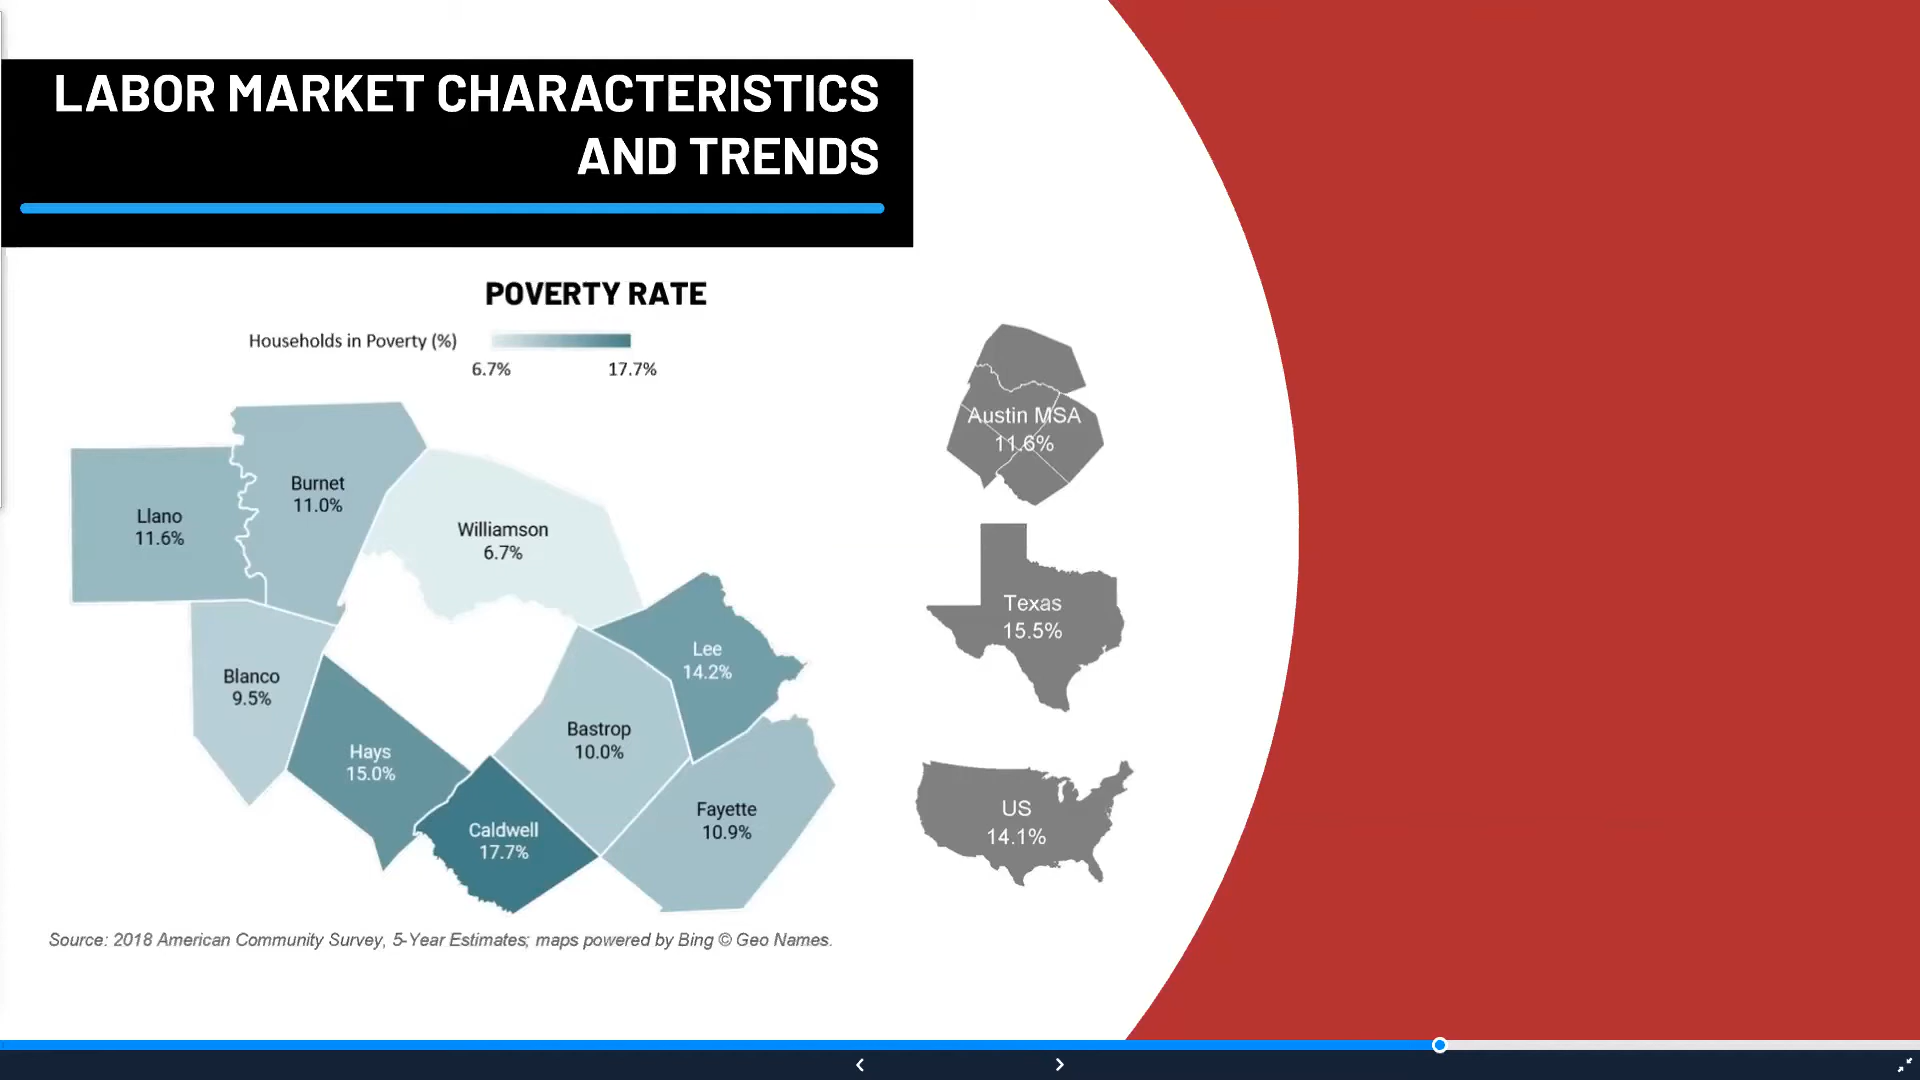 LABOR MARKET CHARACTERISTICS
AND TRENDS
POVERTY RATE
Households in Poverty (%)
6.7% 17.7%
Burnet
11.0%
Llano
11.6%
Williamson
6.7%
Lee
14.2%
Blanco
9.5%
Bastrop
10.0%
Hays
15.0%
Fayette
10.9%
Caldwell
17.7%
Austin MSA
11.6%
Texas
15.5%
US
14.1%
Source: 2018 American Community Survey, 5-Year Estimates; maps powered by Bing © Geo Names.